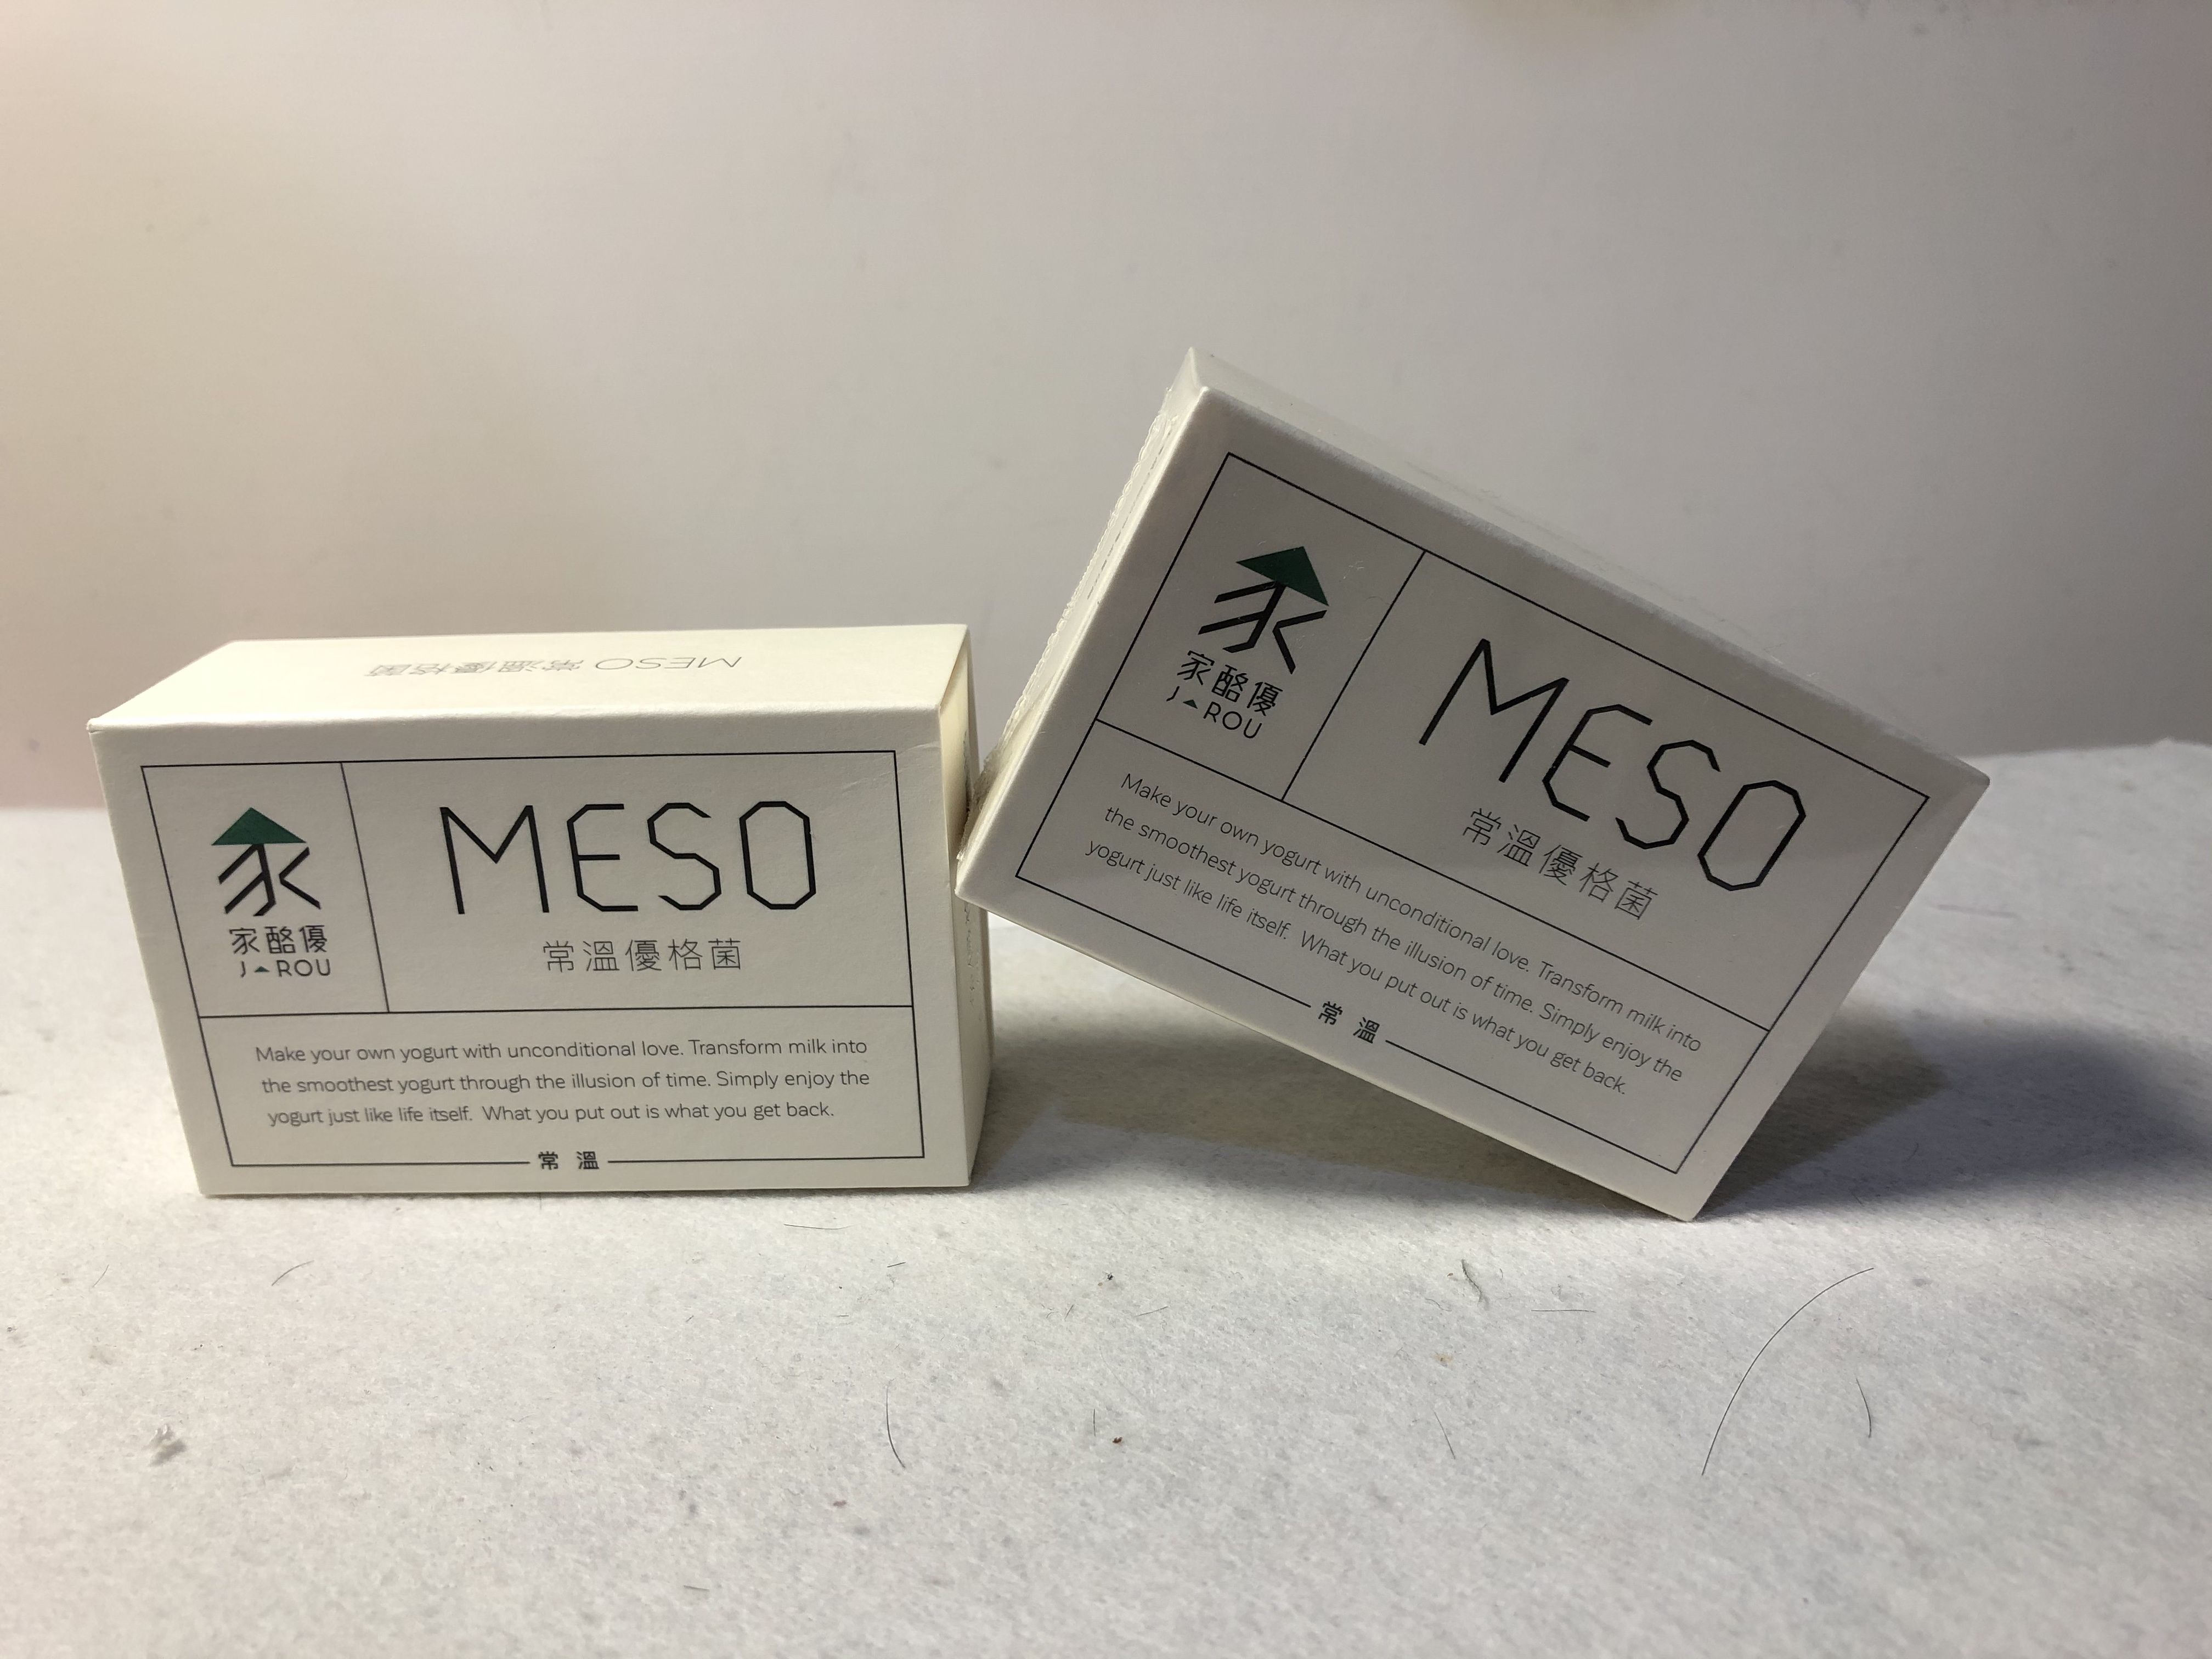 MESO 常溫優格菌
家酪優
JAROU
MESO
常溫優格菌
Make your own yogurt with unconditional love. Transform milk into
the smoothest yogurt through the illusion of time. Simply enjoy the
yogurt just like life itself. What you put out is what you get back.
常溫
家酪優
JAROU
MESO
常溫優格菌
Make your own yogurt with unconditional love. Transform milk into
the smoothest yogurt through the illusion of time. Simply enjoy the
yogurt just like life itself. What you put out is what you get back.
常溫